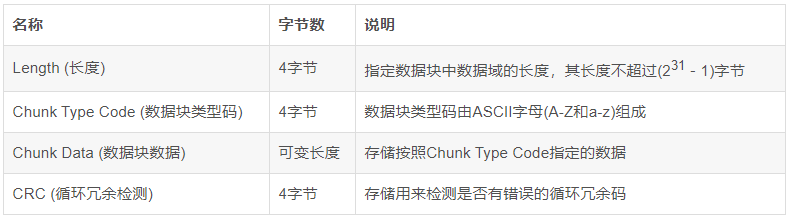 名称 字节数 说明
Length (长度) 4字节 指定数据块中数据域的长度，其长度不超过(2³¹ - 1)字节
Chunk Type Code (数据块类型码) 4字节 数据块类型码由ASCII字母(A-Z和a-z)组成
Chunk Data (数据块数据) 可变长度 存储按照Chunk Type Code指定的数据
CRC (循环冗余检测) 4字节 存储用来检测是否有错误的循环冗余码